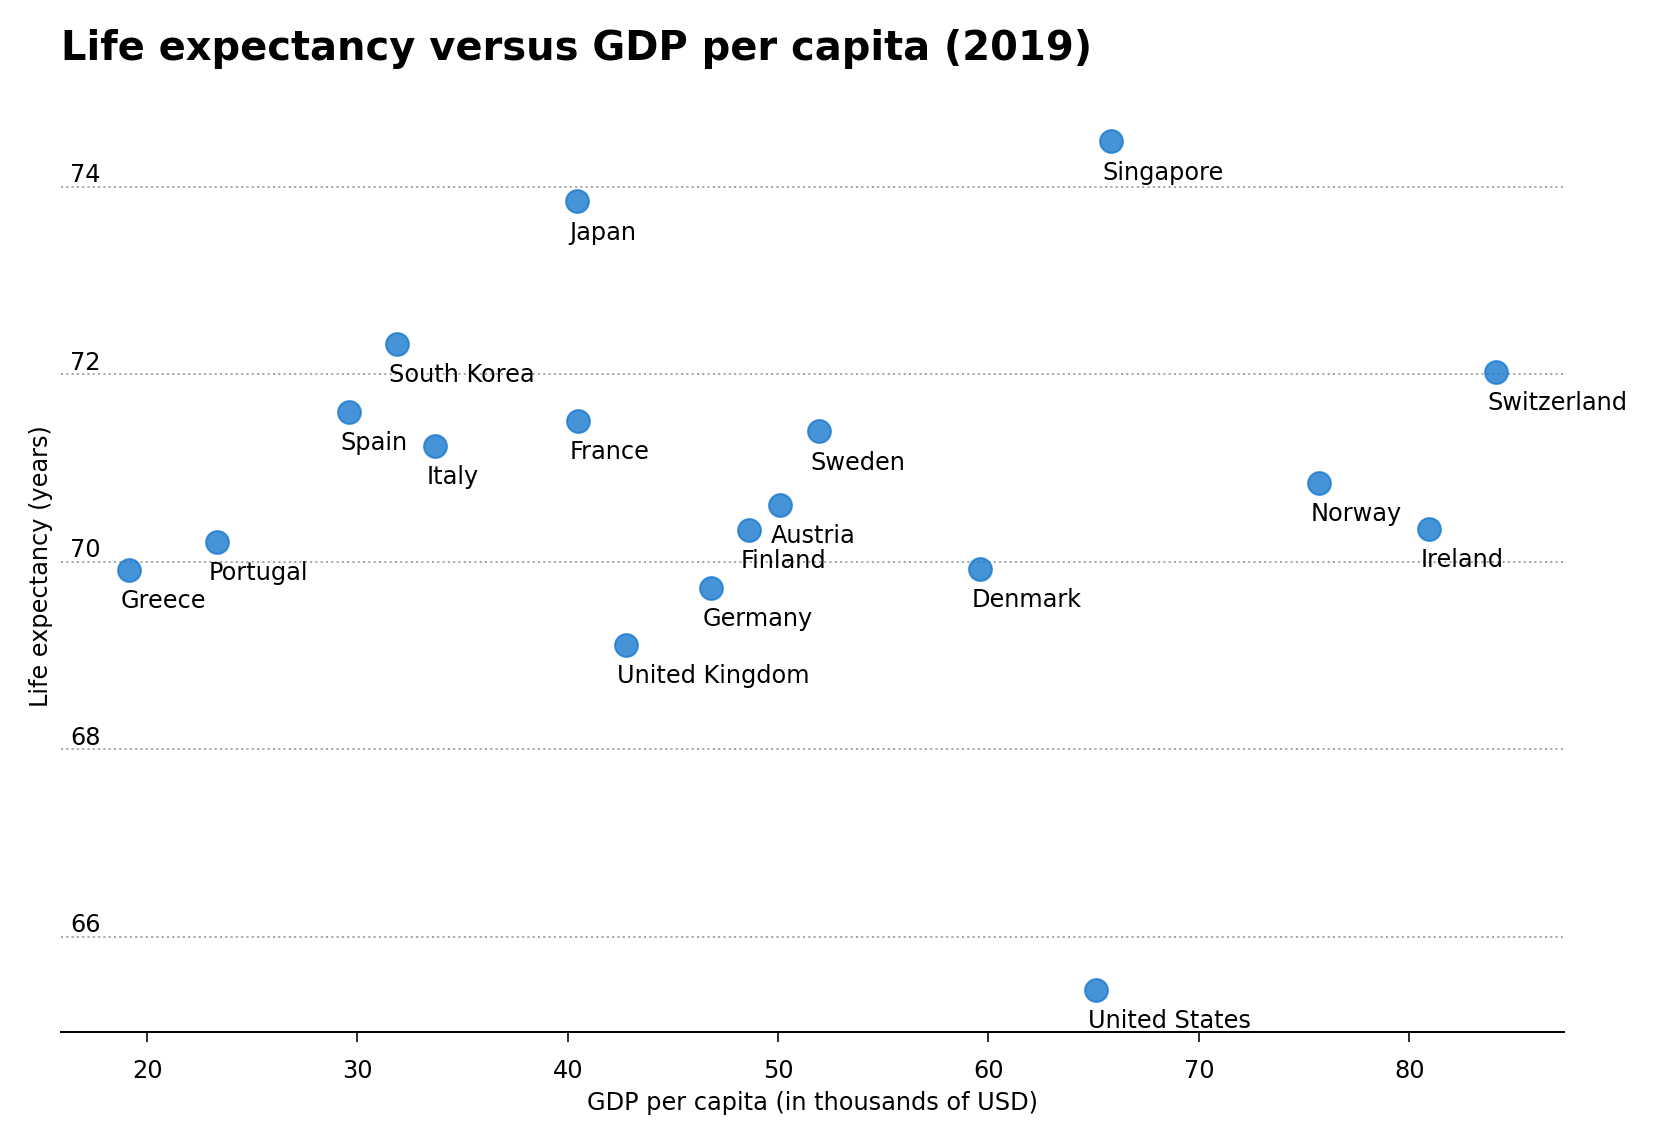 Life expectancy versus GDP per capita (2019)
74
Singapore
Japan
72
South Korea
Switzerland
Spain
France
Sweden
Italy
Norway
Austria
70
Finland
Ireland
Portugal
Greece
Denmark
Germany
United Kingdom
68
66
United States
Life expectancy (years)
20 30 40 50 60 70 80
GDP per capita (in thousands of USD)